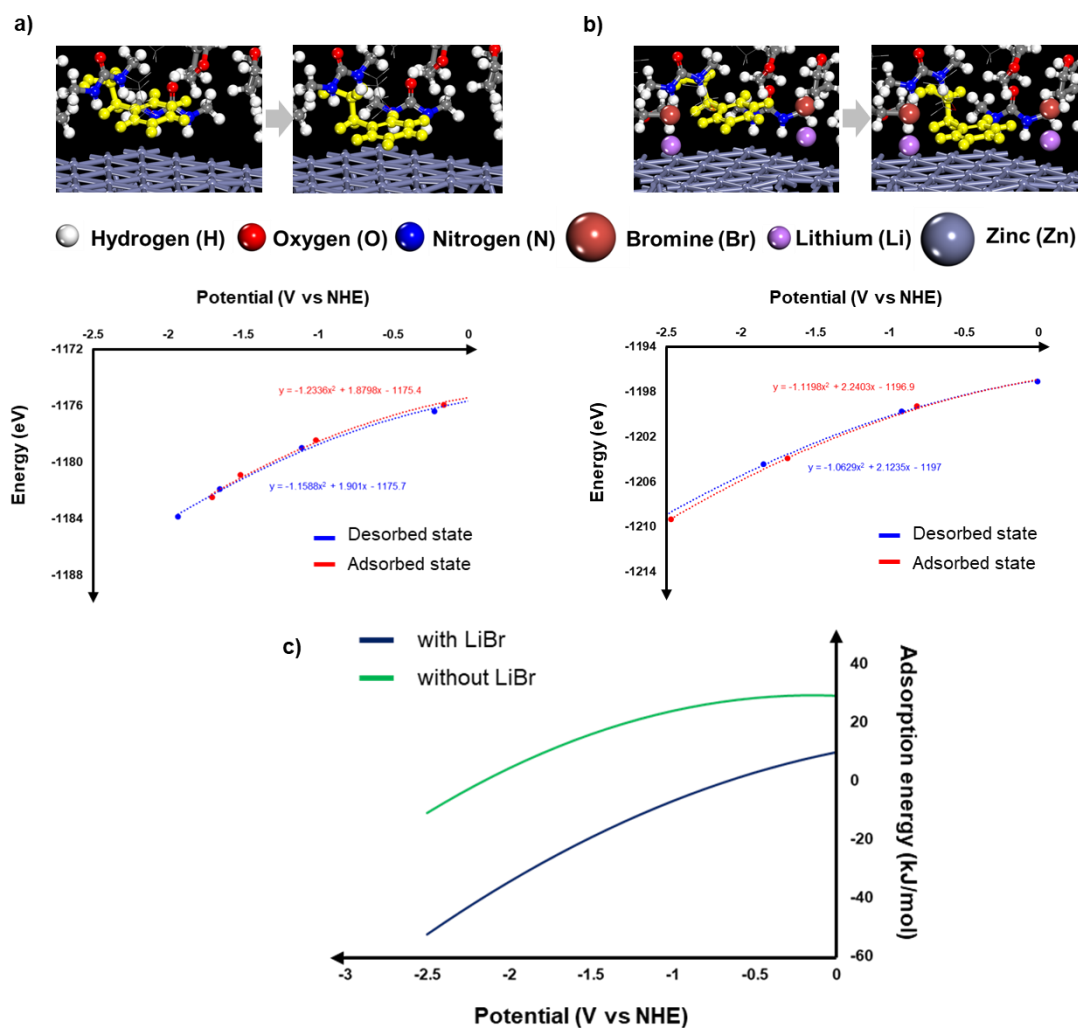 a)
b)
Hydrogen (H) Oxygen (O) Nitrogen (N) Bromine (Br) Lithium (Li) Zinc (Zn)
Potential (V vs NHE)
-2.5 -2 -1.5 -1 -0.5 0
-1172
-1176
-1180
-1184
-1188
Energy (eV)
y = -1.2336x² + 1.8798x - 1175.4
y = -1.1588x² + 1.901x - 1175.7
Desorbed state
Adsorbed state
Potential (V vs NHE)
-2.5 -2 -1.5 -1 -0.5 0
-1194
-1198
-1202
-1206
-1210
-1214
Energy (eV)
y = -1.1198x² + 2.2403x - 1196.9
y = -1.0629x² + 2.1235x - 1197
Desorbed state
Adsorbed state
c)
with LiBr
without LiBr
40
20
0
-20
-40
-60
Adsorption energy (kJ/mol)
-3 -2.5 -2 -1.5 -1 -0.5 0
Potential (V vs NHE)